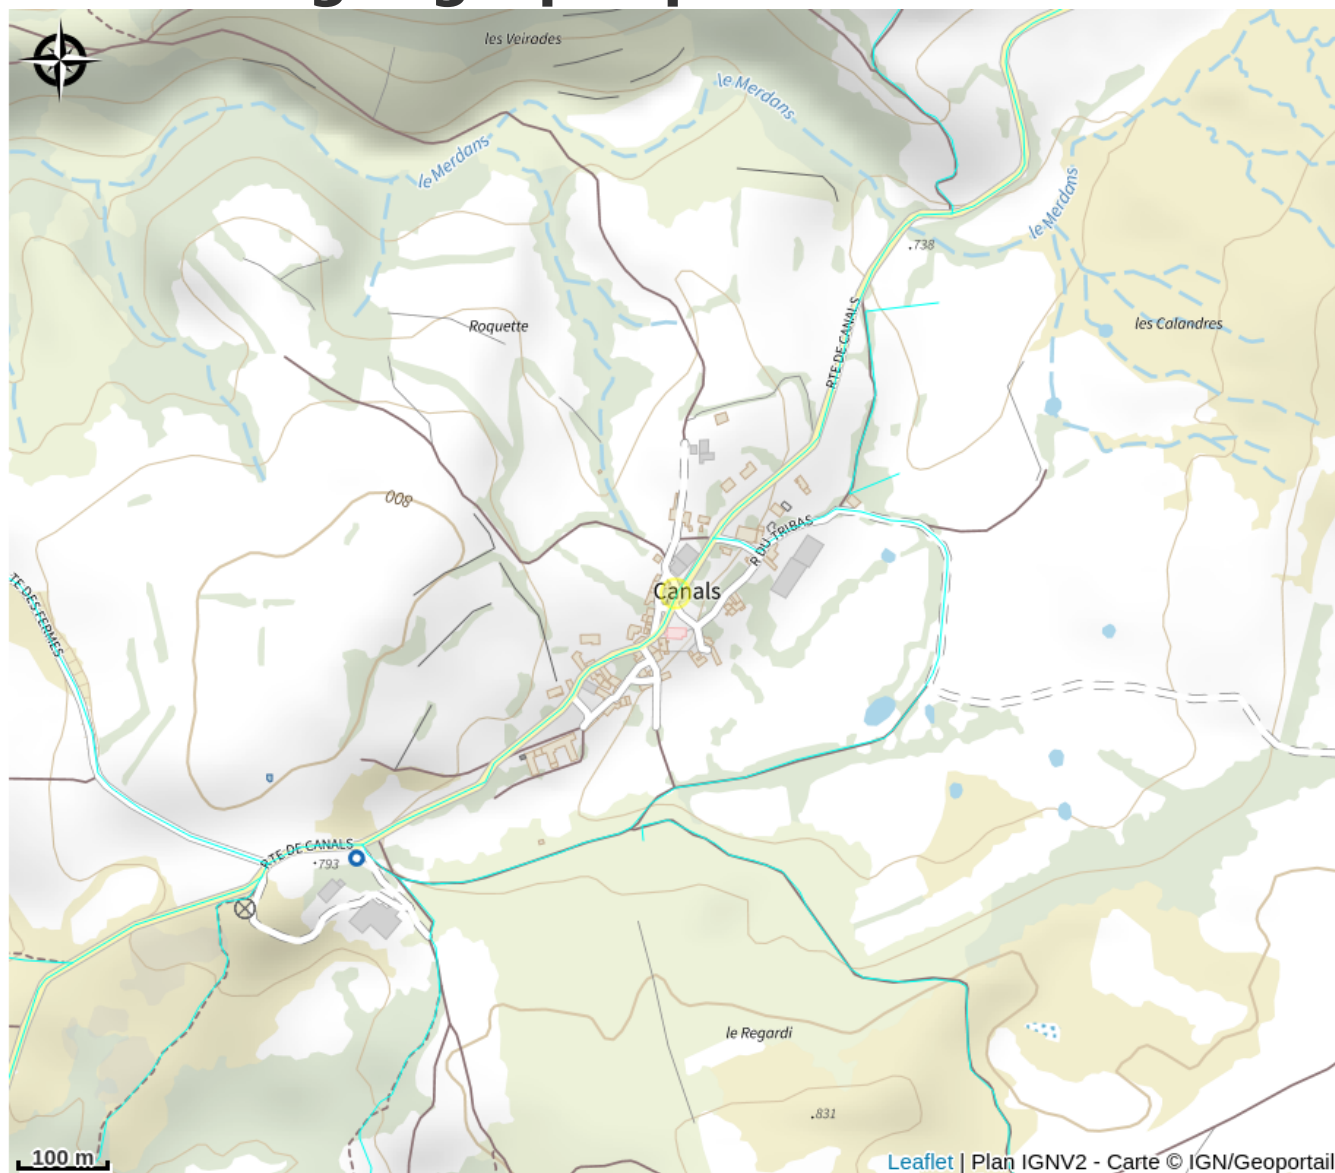 les Veirades
le Merdans
le Merdans
le Merdans
738
RTE DE CANALS
Roquette
les Calandres
800
R DU TRIBAS
Canals
TE DES FERMES
RTE DE CANALS
793
le Regardi
831
100 m
Leaflet | Plan IGNV2 - Carte © IGN/Geoportail